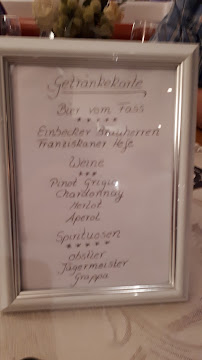 Getränkekarte
Bier vom Fass
Einbecker Brauherren
Franziskaner Hefe
Weine
Pinot Grigio
Chardonnay
Merlot
Aperol
Spirituosen
Obstler
Jägermeister
Grappa